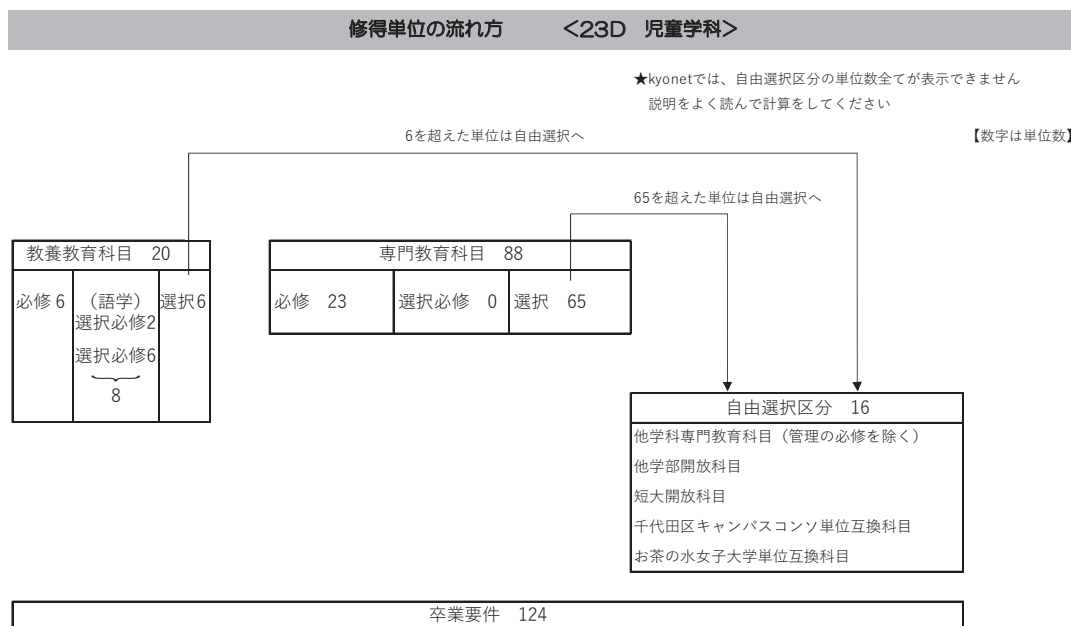 修得単位の流れ方　　<23D　児童学科>
★kyonetでは、自由選択区分の単位数全てが表示できません
説明をよく読んで計算をしてください
6を超えた単位は自由選択へ
【数字は単位数】
65を超えた単位は自由選択へ
教養教育科目　20
必修 6
（語学）
選択必修2
選択必修6
8
選択6
専門教育科目　88
必修　23
選択必修　0
選択　65
自由選択区分　16
他学科専門教育科目（管理の必修を除く）
他学部開放科目
短大開放科目
千代田区キャンパスコンソ単位互換科目
お茶の水女子大学単位互換科目
卒業要件　124